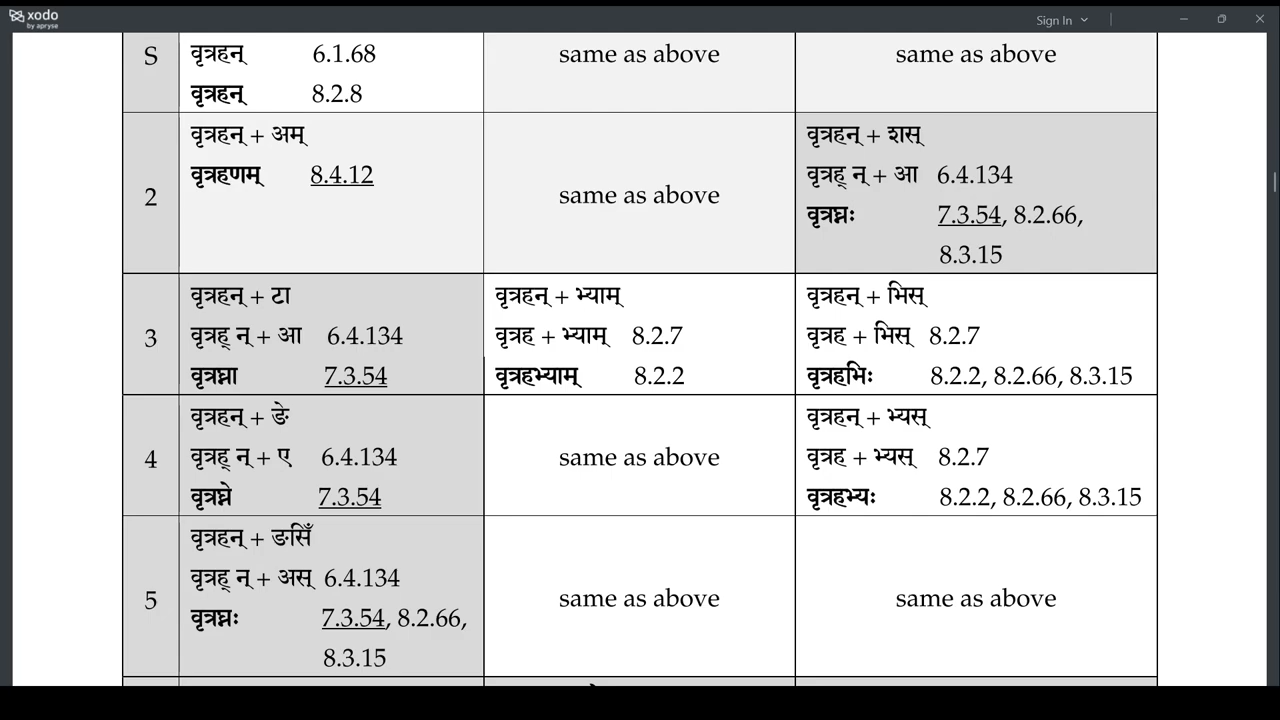 xodo
by apryse
Sign In
S
वृत्रहन् 6.1.68
वृत्रहन् 8.2.8
same as above
same as above
2
वृत्रहन् + अम्
वृत्रहणम् 8.4.12
same as above
वृत्रहन् + शस्
वृत्रह् न् + आ 6.4.134
वृत्रघ्नः 7.3.54, 8.2.66,
8.3.15
3
वृत्रहन् + टा
वृत्रह् न् + आ 6.4.134
वृत्रघ्ना 7.3.54
वृत्रहन् + भ्याम्
वृत्रह + भ्याम् 8.2.7
वृत्रहभ्याम् 8.2.2
वृत्रहन् + भिस्
वृत्रह + भिस् 8.2.7
वृत्रहभिः 8.2.2, 8.2.66, 8.3.15
4
वृत्रहन् + ङे
वृत्रह् न् + ए 6.4.134
वृत्रघ्ने 7.3.54
same as above
वृत्रहन् + भ्यस्
वृत्रह + भ्यस् 8.2.7
वृत्रहभ्यः 8.2.2, 8.2.66, 8.3.15
5
वृत्रहन् + ङसिँ
वृत्रह् न् + अस् 6.4.134
वृत्रघ्नः 7.3.54, 8.2.66,
8.3.15
same as above
same as above